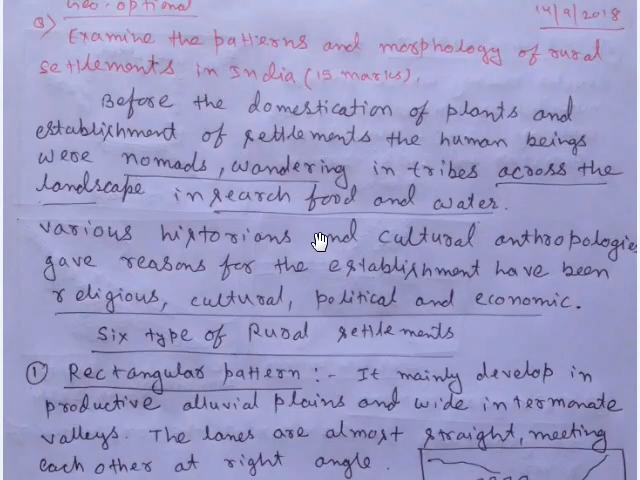 Geo. optional
14/9/2018
Q) Examine the patterns and morphology of rural
settlements in India (15 marks).
Before the domestication of plants and
establishment of settlements the human beings
were nomads, wandering in tribes across the
landscape in search food and water.
various historians and cultural anthropologie
gave reasons for the establishment have been
religious, cultural, political and economic.
Six type of Rural settlements
① Rectangular pattern :- It mainly develop in
productive alluvial plains and wide intermonate
valleys. The lanes are almost straight, meeting
each other at right angle.